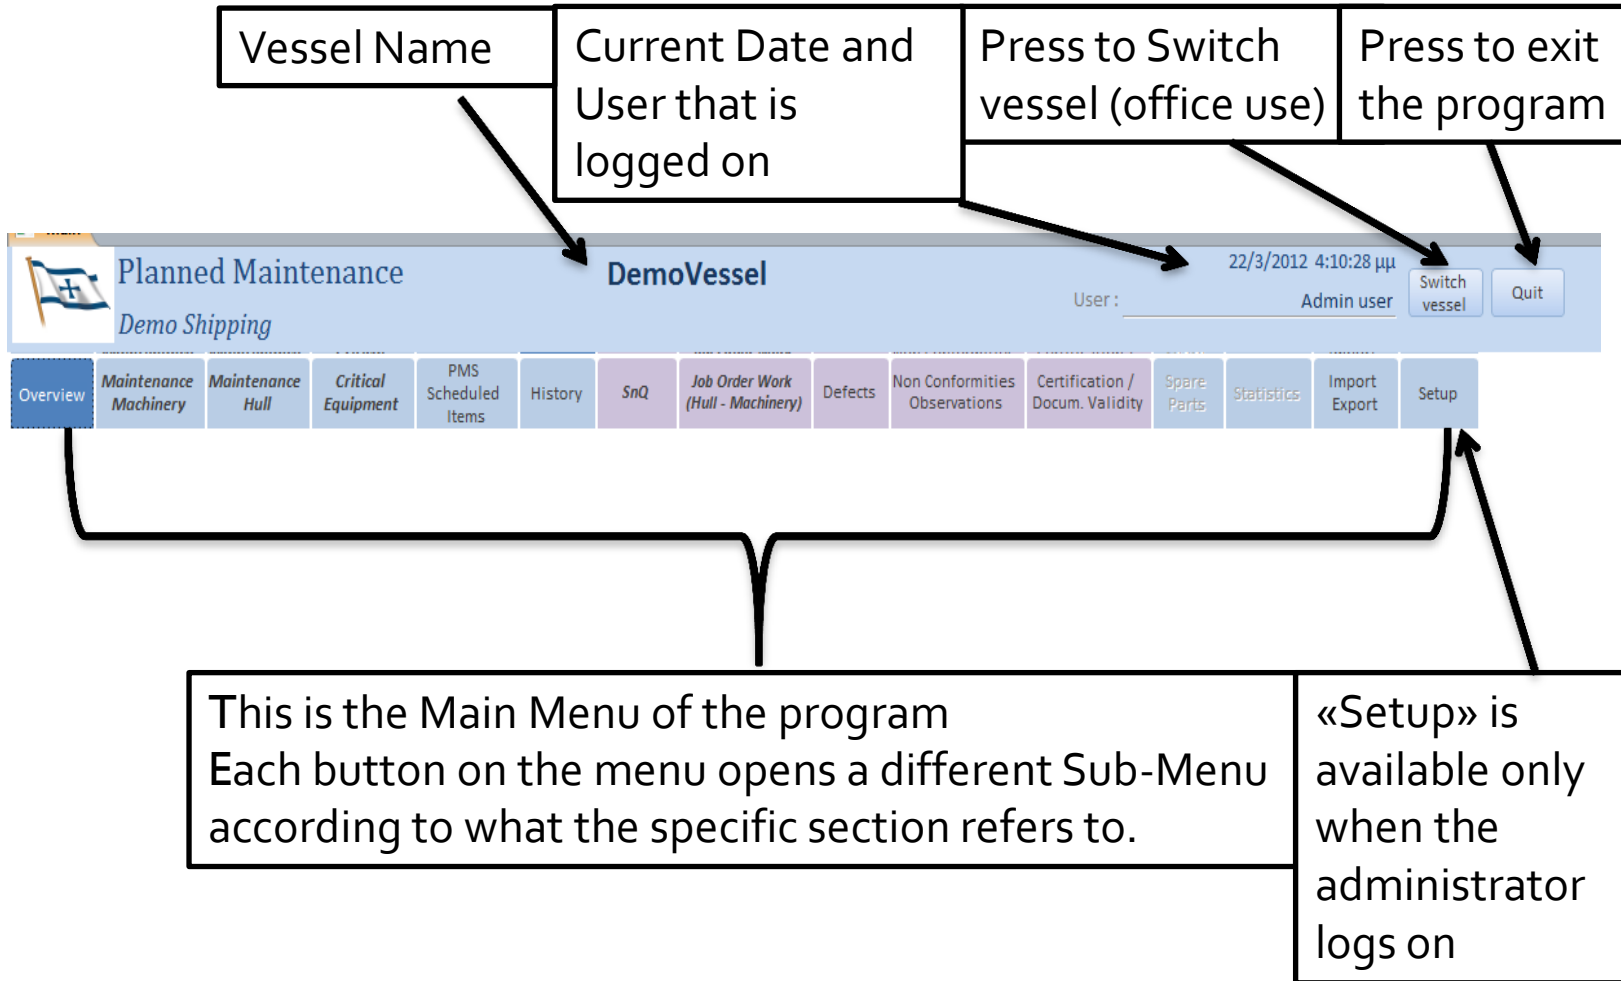 Vessel Name
Current Date and
User that is
logged on
Press to Switch
vessel (office use)
Press to exit
the program
Planned Maintenance
Demo Shipping
DemoVessel
22/3/2012 4:10:28 μμ
User :
Admin user
Switch
vessel
Quit
Overview
Maintenance
Machinery
Maintenance
Hull
Critical
Equipment
PMS
Scheduled
Items
History
SnQ
Job Order Work
(Hull - Machinery)
Defects
Non Conformities
Observations
Certification /
Docum. Validity
Spare
Parts
Statistics
Import
Export
Setup
This is the Main Menu of the program
Each button on the menu opens a different Sub-Menu
according to what the specific section refers to.
«Setup» is
available only
when the
administrator
logs on